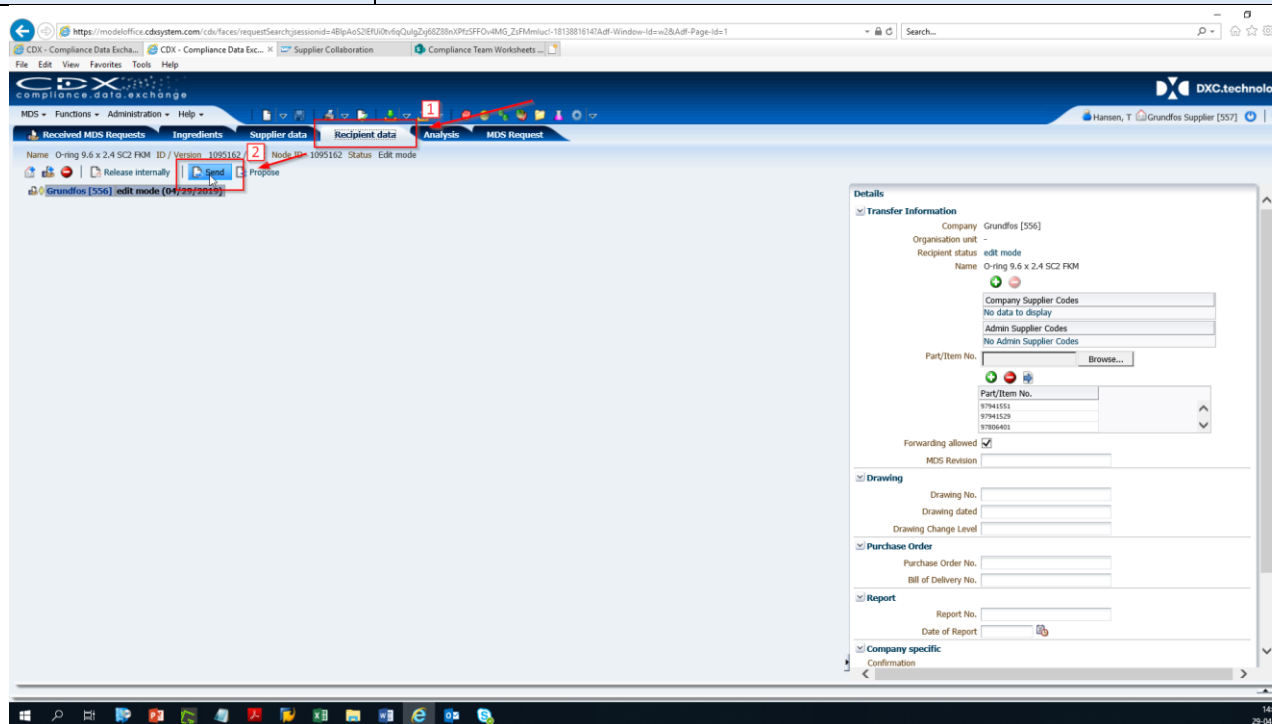 https://modeloffice.cdxsystem.com/cdx/faces/requestSearch;jsessionid=4BlpAoS2lEfUi0tv6qQulgZxj68Z88nXPfzSFFOv4MG_ZsFMmluc!-1813881614?Adf-Window-Id=w2&Adf-Page-Id=1
Search...
CDX - Compliance Data Excha...
CDX - Compliance Data Exc...
Supplier Collaboration
Compliance Team Worksheets ...
File Edit View Favorites Tools Help
CDX
compliance.data.exchange
DXC.technolo
MDS Functions Administration Help
1
Hansen, T Grundfos Supplier [557]
Received MDS Requests Ingredients Supplier data Recipient data Analysis MDS Request
Name O-ring 9.6 x 2.4 SC2 FKM ID / Version 1095162 / 2 Node ID 1095162 Status Edit mode
Release internally Send Propose
Grundfos [556] edit mode (04/29/2019)
Details
Transfer Information
Company Grundfos [556]
Organisation unit -
Recipient status edit mode
Name O-ring 9.6 x 2.4 SC2 FKM
Company Supplier Codes
No data to display
Admin Supplier Codes
No Admin Supplier Codes
Part/Item No. Browse...
Part/Item No.
97941551
97941529
97806401
Forwarding allowed
MDS Revision
Drawing
Drawing No.
Drawing dated
Drawing Change Level
Purchase Order
Purchase Order No.
Bill of Delivery No.
Report
Report No.
Date of Report
Company specific
Confirmation
14:
29-04